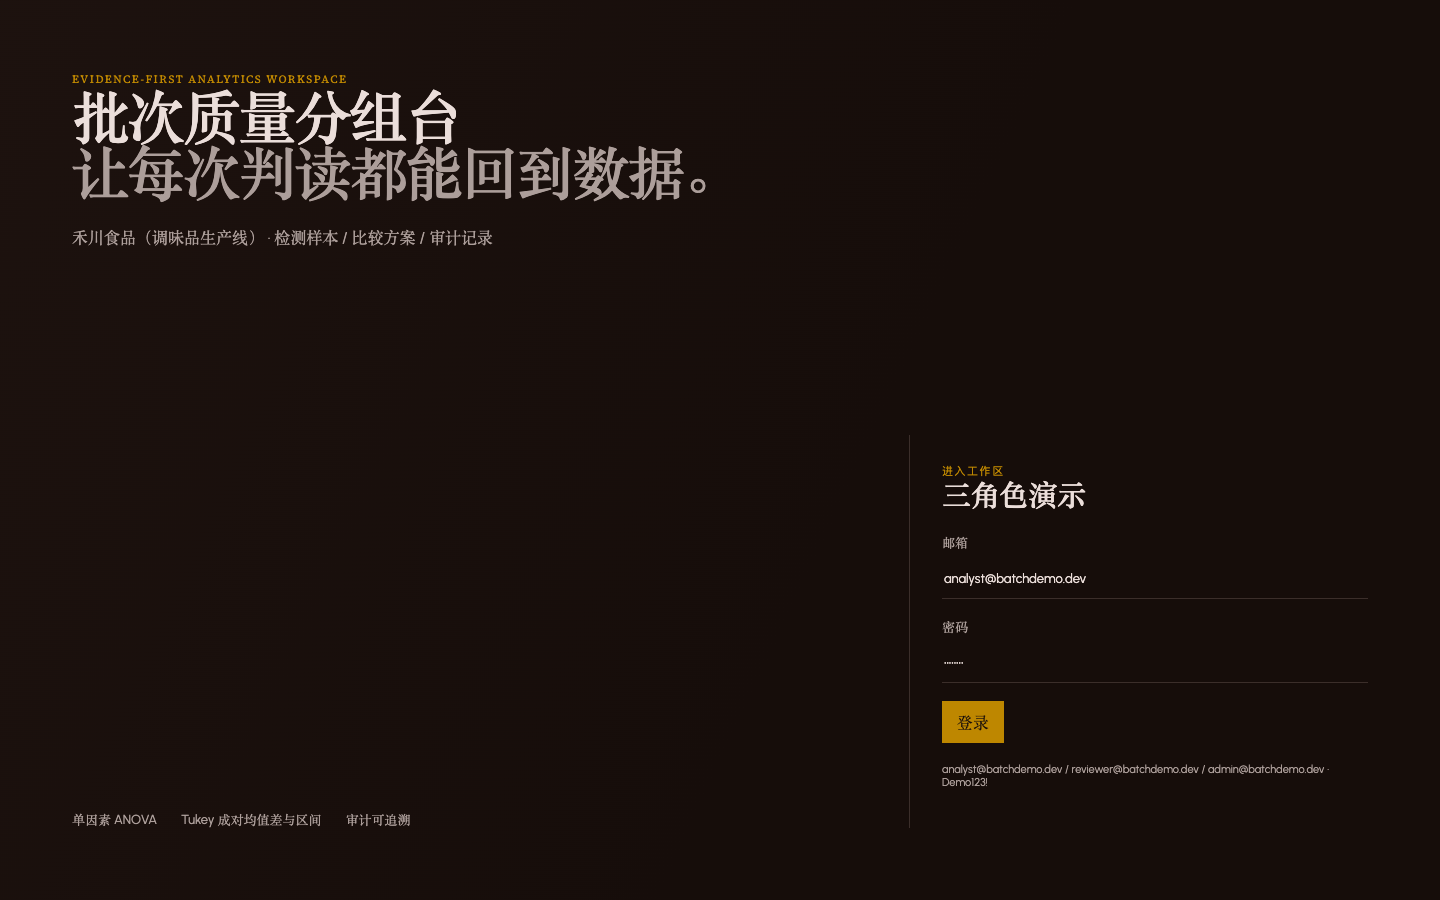 EVIDENCE-FIRST ANALYTICS WORKSPACE
批次质量分组台
让每次判读都能回到数据。
禾川食品（调味品生产线） · 检测样本 / 比较方案 / 审计记录
进入工作区
三角色演示
邮箱
analyst@batchdemo.dev
密码
········
登录
analyst@batchdemo.dev / reviewer@batchdemo.dev / admin@batchdemo.dev ·
Demo123!
单因素 ANOVA
Tukey 成对均值差与区间
审计可追溯